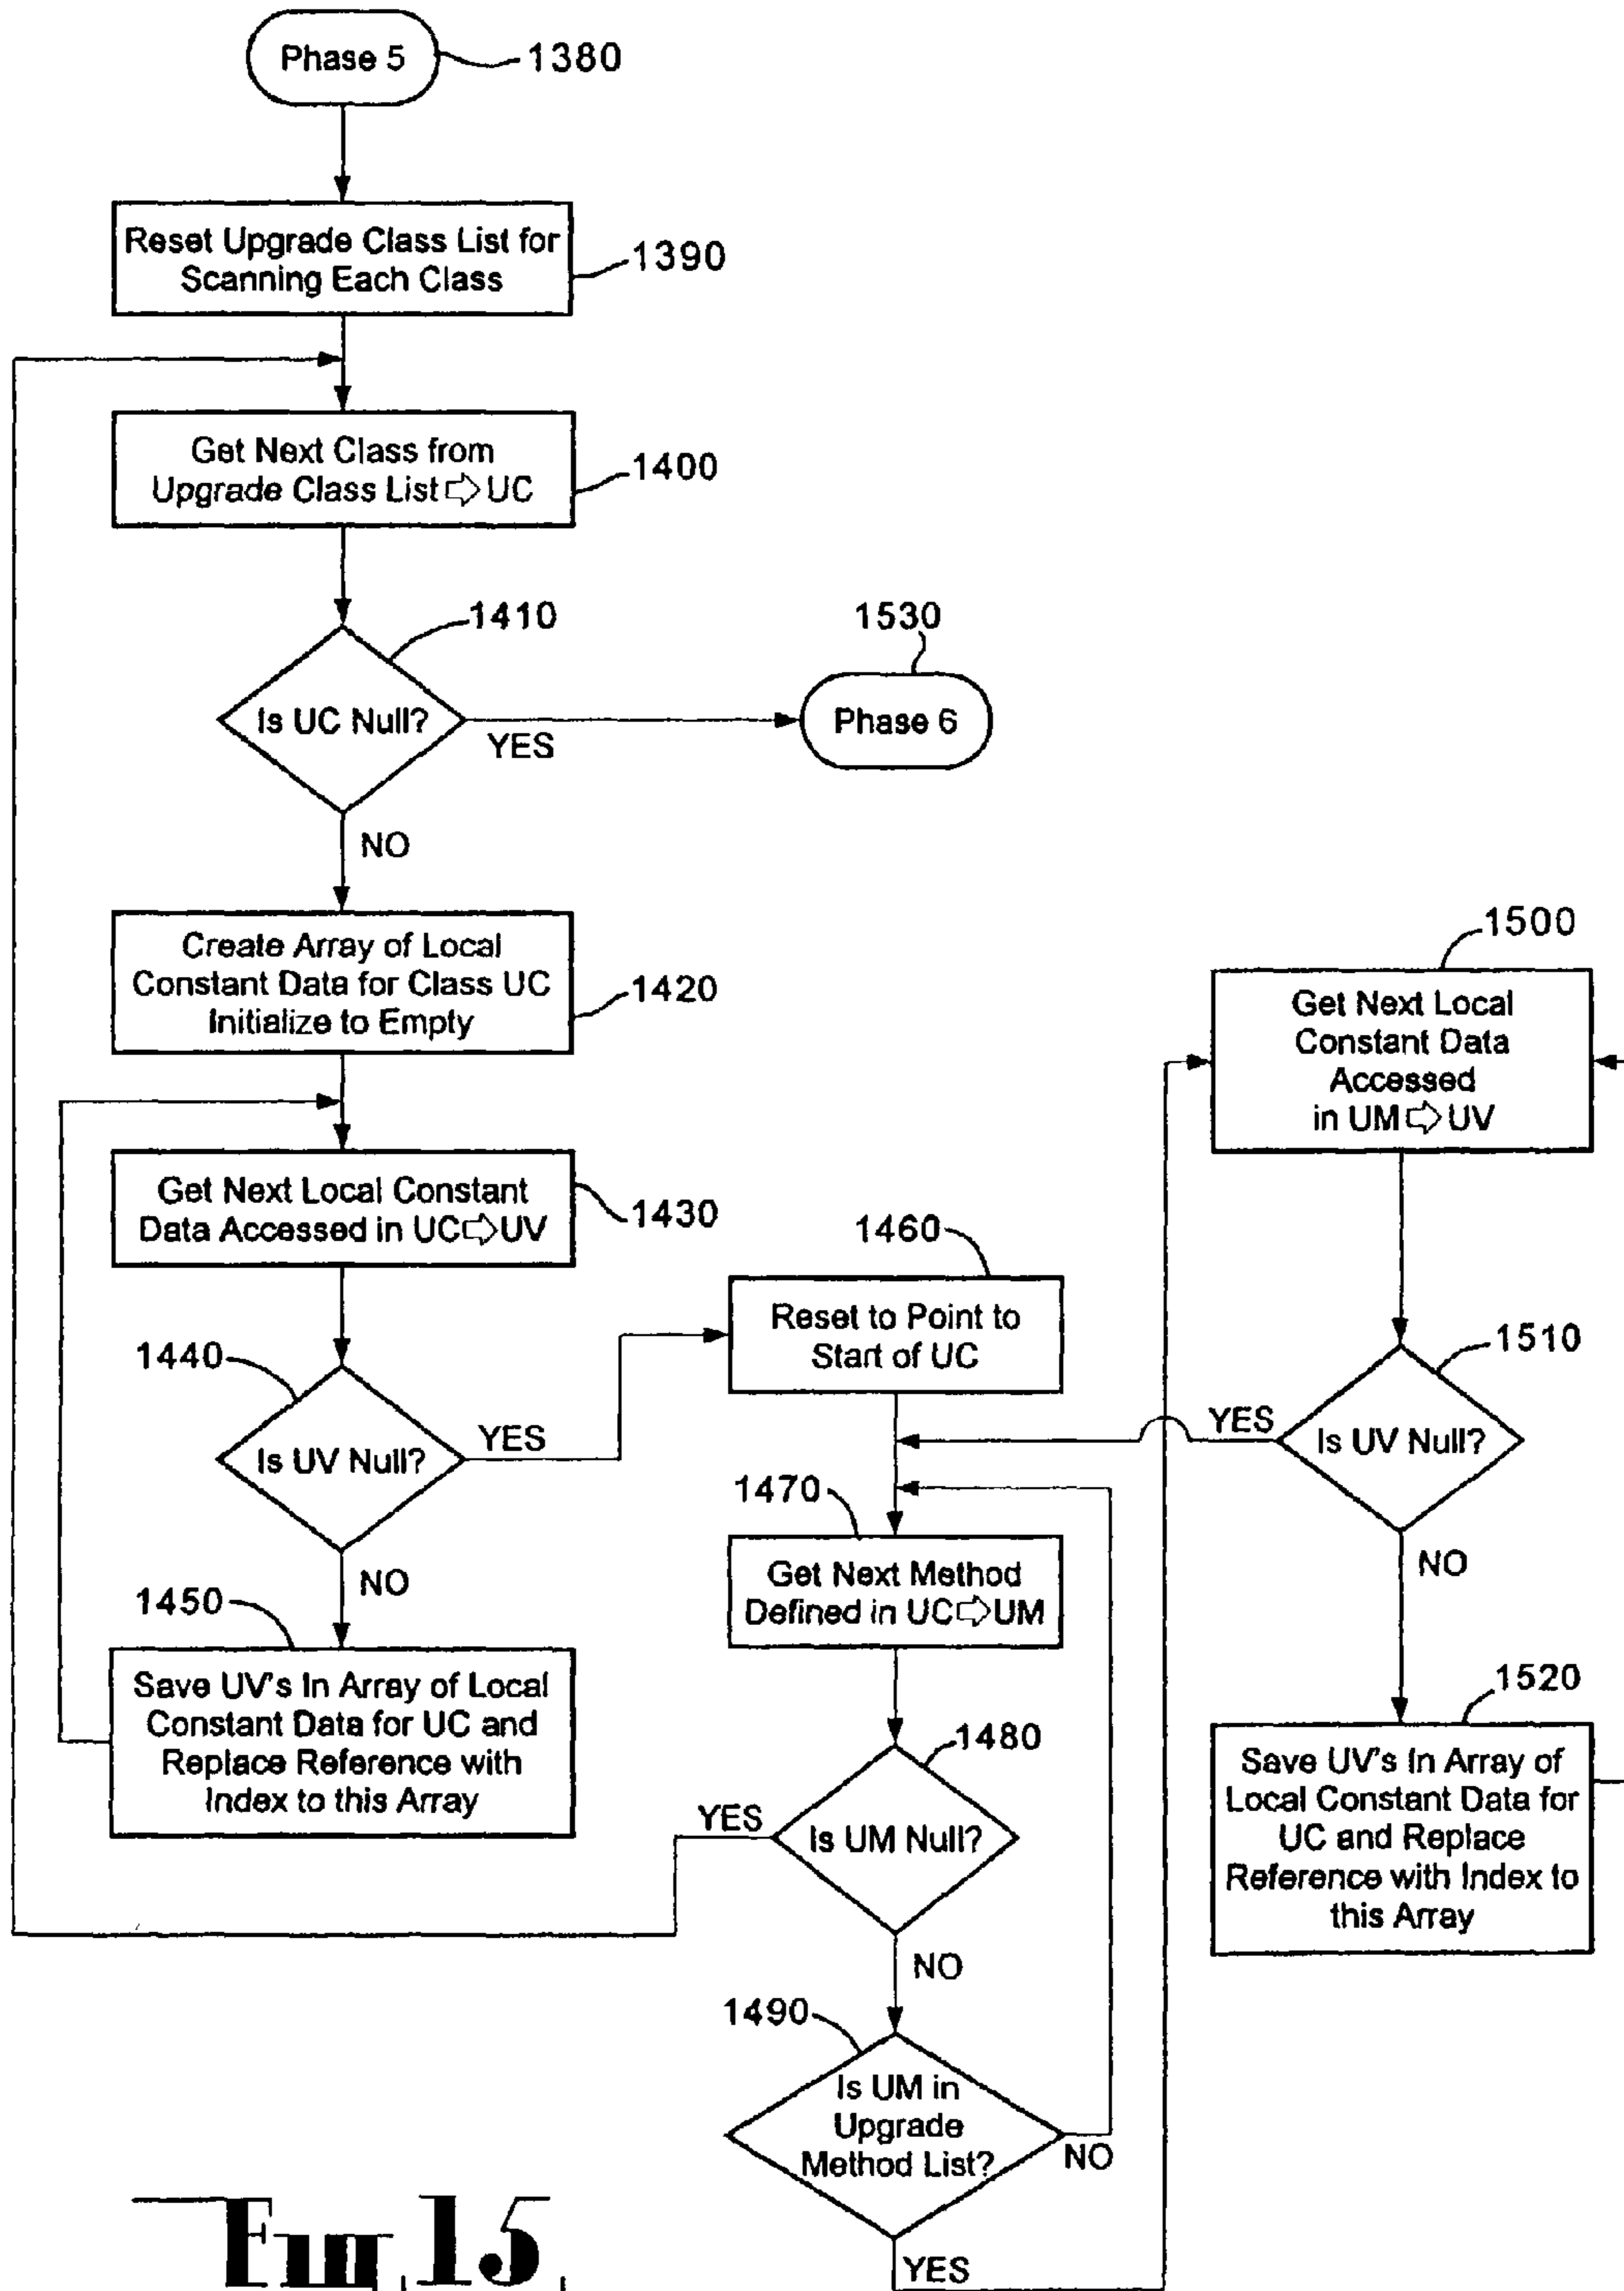 Phase 5
1380
Reset Upgrade Class List for
Scanning Each Class
1390
Get Next Class from
Upgrade Class List ⇨ UC
1400
1410
Is UC Null?
YES
NO
1530
Phase 6
Create Array of Local
Constant Data for Class UC
Initialize to Empty
1420
Get Next Local Constant
Data Accessed in UC ⇨ UV
1430
1440
Is UV Null?
YES
NO
1450
Save UV's In Array of Local
Constant Data for UC and
Replace Reference with
Index to this Array
1460
Reset to Point to
Start of UC
1470
Get Next Method
Defined in UC ⇨ UM
1480
Is UM Null?
YES
NO
1490
Is UM in
Upgrade
Method List?
NO
YES
1500
Get Next Local
Constant Data
Accessed
in UM ⇨ UV
1510
Is UV Null?
YES
NO
1520
Save UV's In Array of
Local Constant Data for
UC and Replace
Reference with Index to
this Array
Fig 15